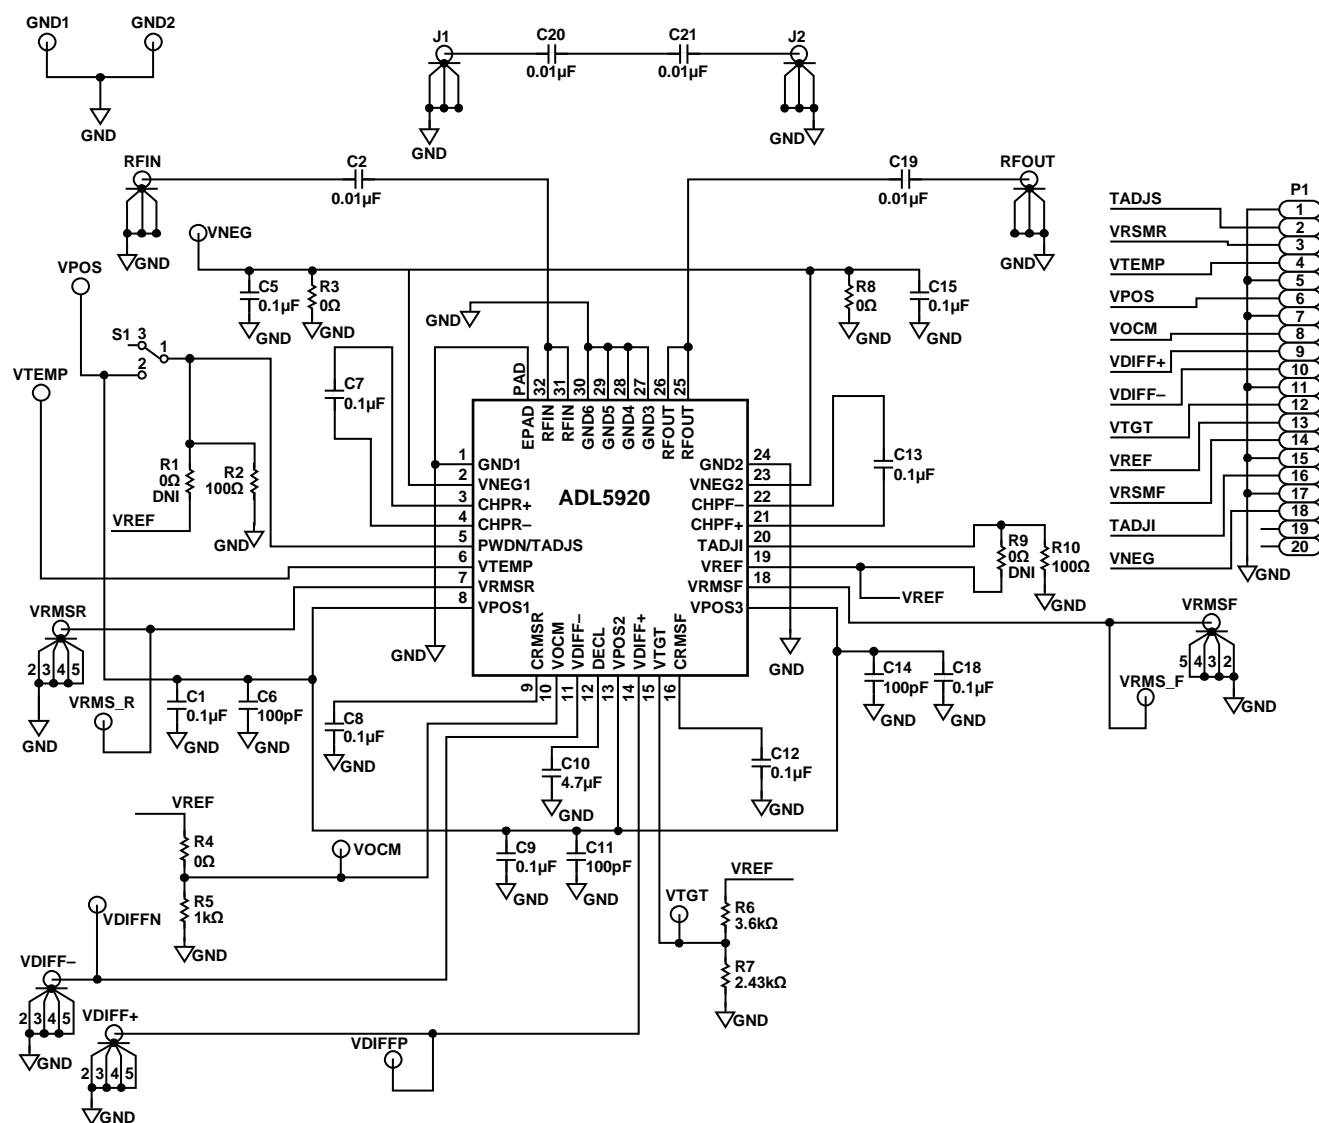 GND1
GND2
GND
J1
C20
0.01µF
C21
0.01µF
J2
GND
GND
RFIN
C2
0.01µF
GND
C19
0.01µF
RFOUT
GND
VNEG
VPOS
C5
0.1µF
GND
R3
0Ω
GND
R8
0Ω
GND
C15
0.1µF
GND
GND
S1
3
1
2
VTEMP
C7
0.1µF
R1
0Ω
DNI
R2
100Ω
VREF
GND
PAD
32
31
30
29
28
27
26
25
EPAD
RFIN
RFIN
GND6
GND5
GND4
GND3
RFOUT
RFOUT
ADL5920
1
GND1
2
VNEG1
3
CHPR+
4
CHPR–
5
PWDN/TADJS
6
VTEMP
7
VRMSR
8
VPOS1
24
GND2
23
VNEG2
22
CHPF–
21
CHPF+
20
TADJI
19
VREF
18
VRMSF
VPOS3
CRMSR
VOCM
VDIFF–
DECL
VPOS2
VDIFF+
VTGT
CRMSF
9
10
11
12
13
14
15
16
C13
0.1µF
R9
0Ω
DNI
R10
100Ω
GND
VREF
GND
GND
P1
TADJS
VRSMR
VTEMP
VPOS
VOCM
VDIFF+
VDIFF–
VTGT
VREF
VRSMF
TADJI
VNEG
1
2
3
4
5
6
7
8
9
10
11
12
13
14
15
16
17
18
19
20
GND
VRMSR
2 3 4 5
GND
VRMS_R
C1
0.1µF
GND
C6
100pF
GND
C8
0.1µF
GND
C10
4.7µF
GND
C12
0.1µF
GND
C14
100pF
GND
C18
0.1µF
GND
VRMSF
5 4 3 2
GND
VRMS_F
VREF
R4
0Ω
VOCM
R5
1kΩ
GND
C9
0.1µF
GND
C11
100pF
GND
VREF
VTGT
R6
3.6kΩ
R7
2.43kΩ
GND
VDIFFN
VDIFF–
2 3 4 5
GND
VDIFF+
2 3 4 5
GND
VDIFFP